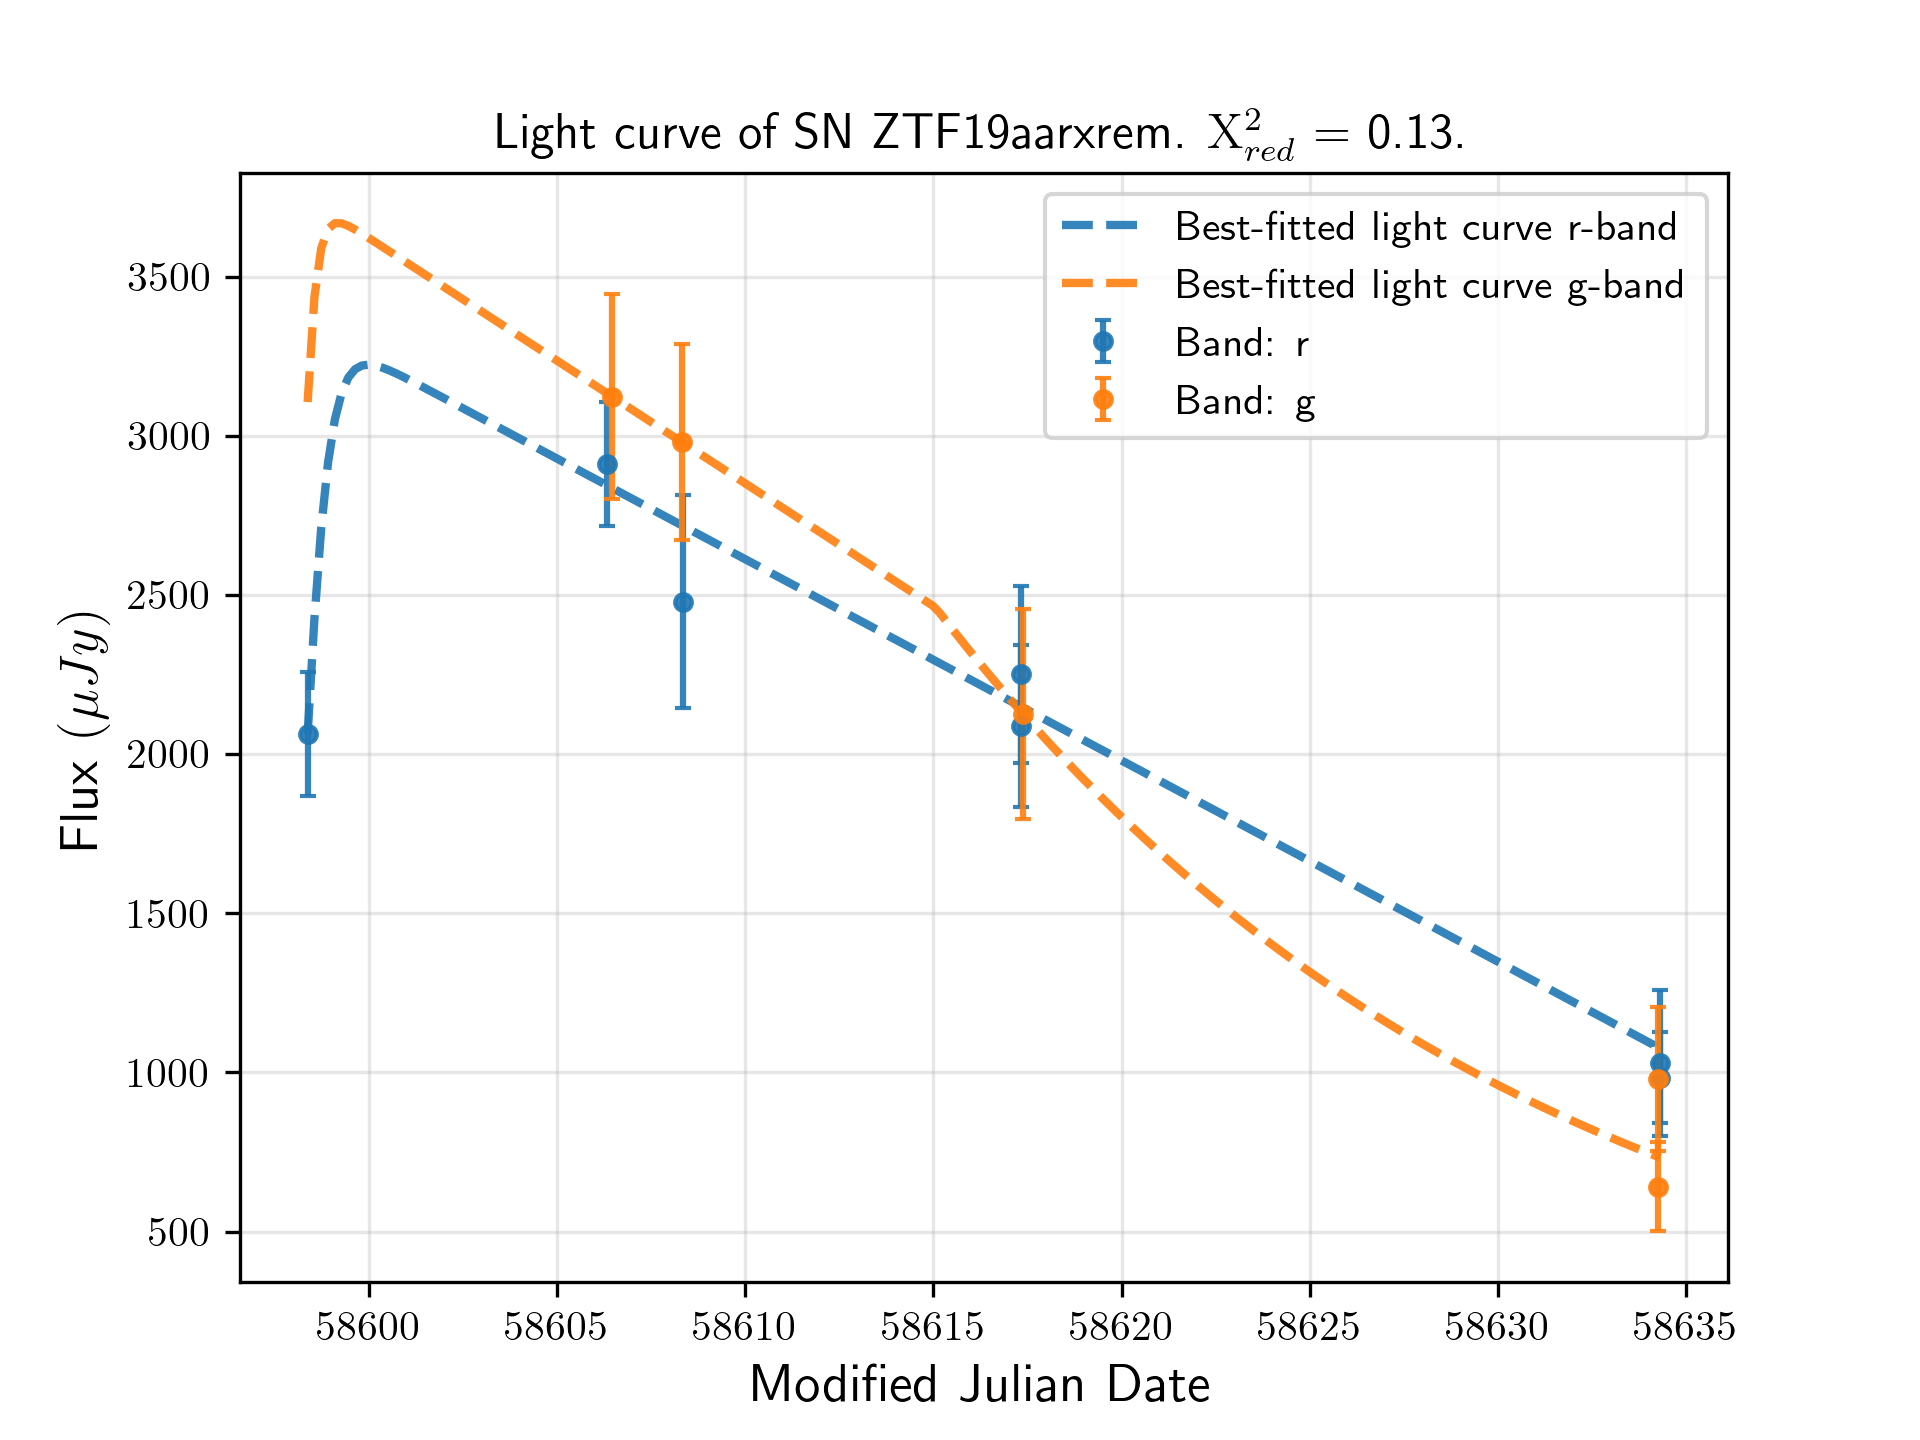 Light curve of SN ZTF19aarxrem. X²_red = 0.13.
Best-fitted light curve r-band
Best-fitted light curve g-band
Band: r
Band: g
Flux (μJy)
3500
3000
2500
2000
1500
1000
500
58600 58605 58610 58615 58620 58625 58630 58635
Modified Julian Date